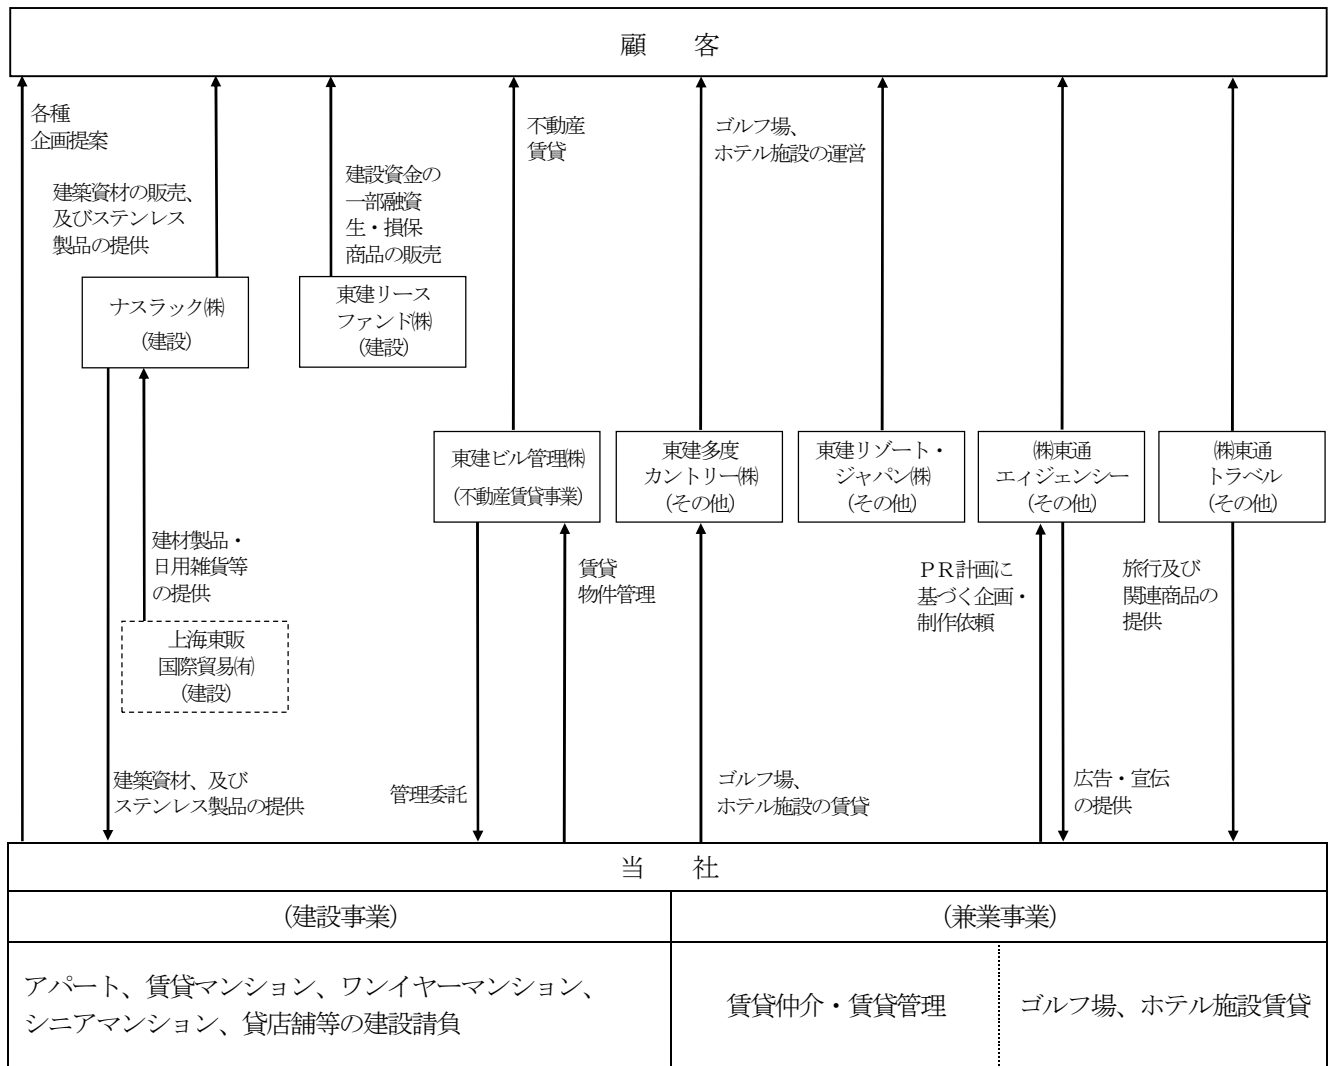 顧　　客
各種
企画提案
建築資材の販売、
及びステンレス
製品の提供
建設資金の
一部融資
生・損保
商品の販売
不動産
賃貸
ゴルフ場、
ホテル施設の運営
ナスラック㈱
(建設)
東建リース
ファンド㈱
(建設)
東建ビル管理㈱
(不動産賃貸事業)
東建多度
カントリー㈱
(その他)
東建リゾート・
ジャパン㈱
(その他)
㈱東通
エィジェンシー
(その他)
㈱東通
トラベル
(その他)
建材製品・
日用雑貨等
の提供
上海東販
国際貿易㈲
(建設)
賃貸
物件管理
ＰＲ計画に
基づく企画・
制作依頼
旅行及び
関連商品の
提供
建築資材、及び
ステンレス製品の提供
管理委託
ゴルフ場、
ホテル施設の賃貸
広告・宣伝
の提供
当　　社
(建設事業)
(兼業事業)
アパート、賃貸マンション、ワンイヤーマンション、
シニアマンション、貸店舗等の建設請負
賃貸仲介・賃貸管理
ゴルフ場、ホテル施設賃貸